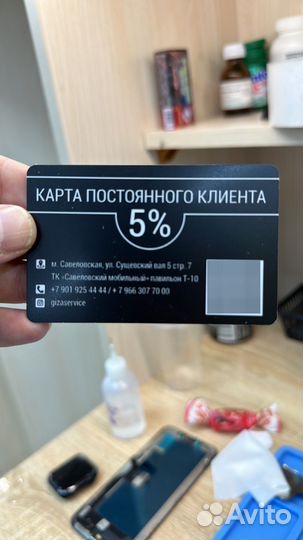 КАРТА ПОСТОЯННОГО КЛИЕНТА
5%
м. Савеловская, ул. Сущевский вал 5 стр. 7
ТК «Савеловский мобильный» павильон Т-10
+7 901 925 44 44 / + 7 966 307 70 00
gizaservice
Avito